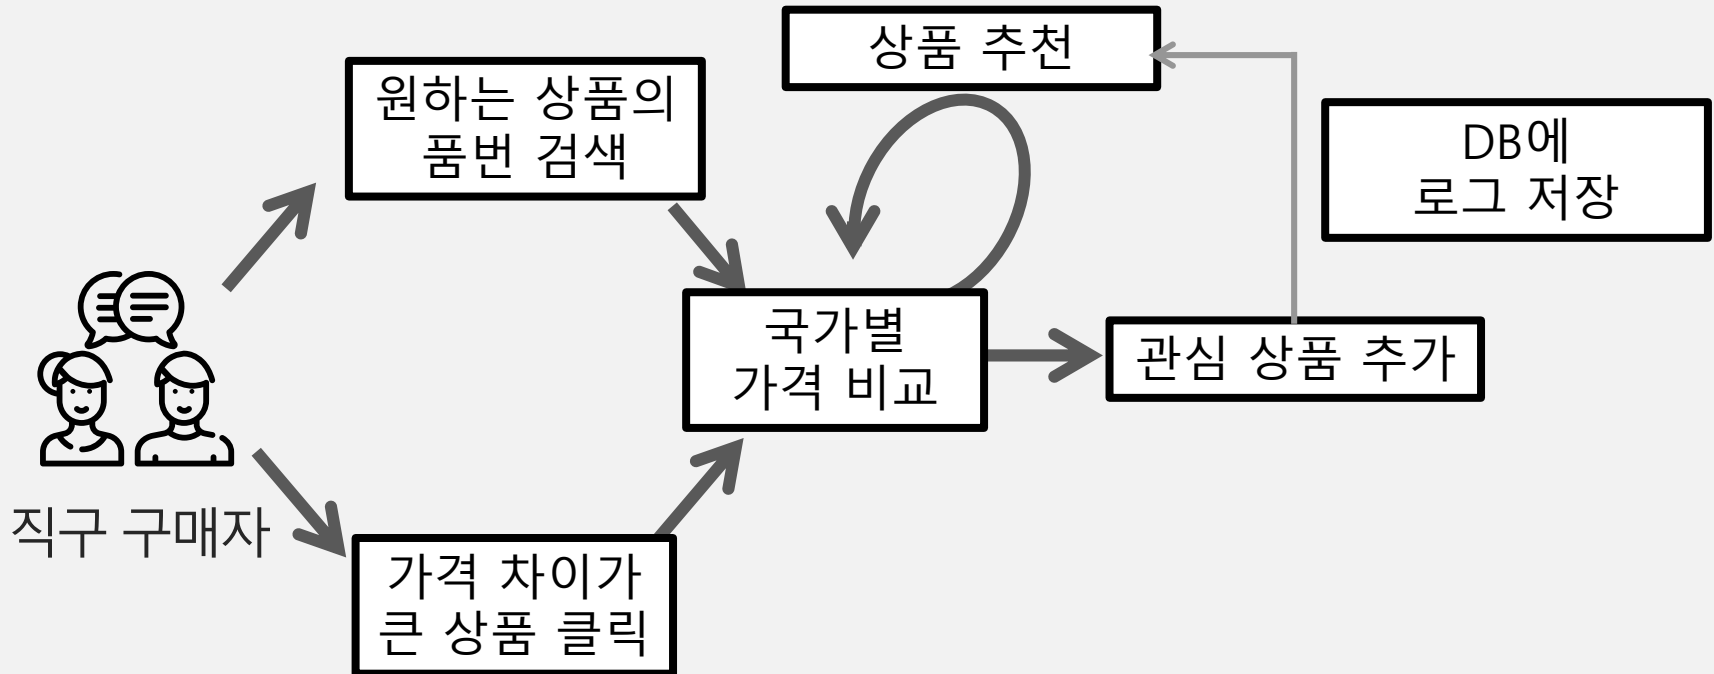 상품 추천
원하는 상품의
품번 검색
DB에
로그 저장
국가별
가격 비교
관심 상품 추가
직구 구매자
가격 차이가
큰 상품 클릭